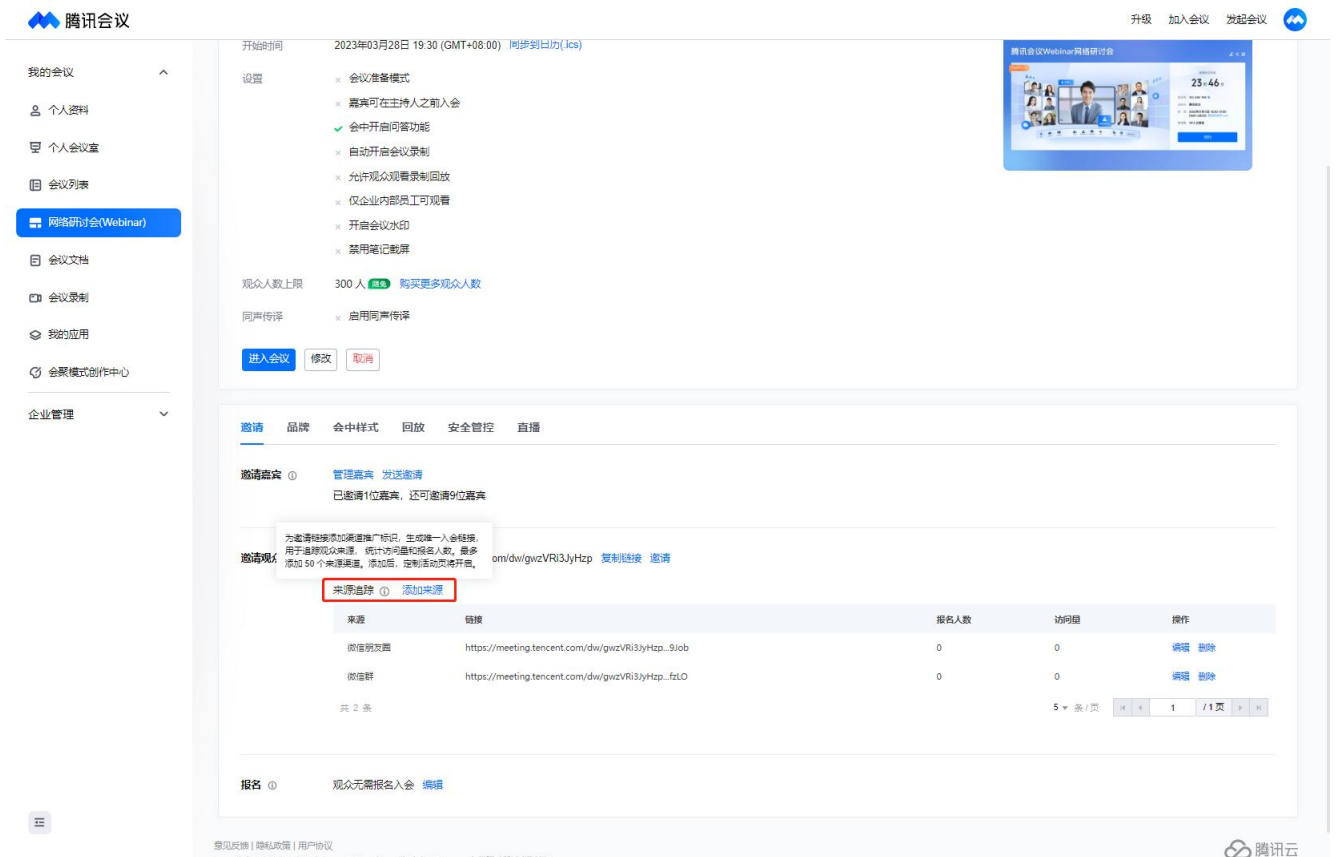 腾讯会议
升级 加入会议 发起会议
我的会议
个人资料
个人会议室
会议列表
网络研讨会(Webinar)
会议文档
会议录制
我的应用
会聚模式创作中心
企业管理
开始时间 2023年03月28日 19:30 (GMT+08:00) 同步到日历(.ics)
设置 会议准备模式
嘉宾可在主持人之前入会
会中开启问答功能
自动开启会议录制
允许观众观看录制回放
仅企业内部员工可观看
开启会议水印
禁用笔记截屏
腾讯会议Webinar网络研讨会
23 46
观众人数上限 300 人 限免 购买更多观众人数
同声传译 启用同声传译
进入会议 修改 取消
邀请 品牌 会中样式 回放 安全管控 直播
邀请嘉宾 管理嘉宾 发送邀请
已邀请1位嘉宾，还可邀请9位嘉宾
为邀请链接添加渠道推广标识，生成唯一入会链接，
用于追踪观众来源，统计访问量和报名人数。最多
添加 50 个来源渠道。添加后，定制活动页将开启。
邀请观 om/dw/gwzVRi3JyHzp 复制链接 邀请
来源追踪 添加来源
来源 链接 报名人数 访问量 操作
微信朋友圈 https://meeting.tencent.com/dw/gwzVRi3JyHzp...9Job 0 0 编辑 删除
微信群 https://meeting.tencent.com/dw/gwzVRi3JyHzp...fzLO 0 0 编辑 删除
共 2 条 5 条/页 1 /1页
报名 观众无需报名入会 编辑
意见反馈 | 隐私政策 | 用户协议
腾讯云